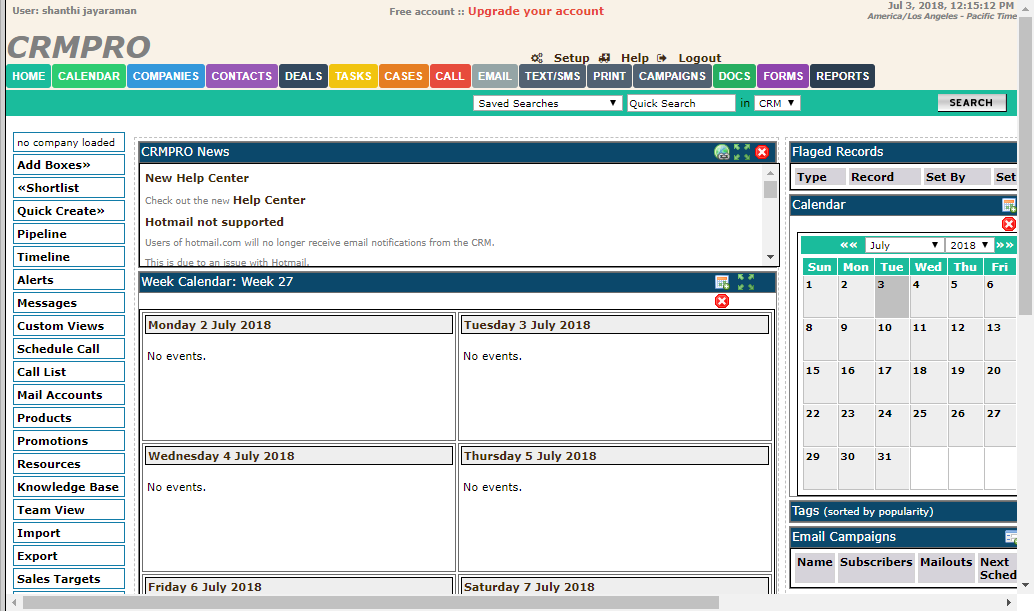 User: shanthi jayaraman
Free account :: Upgrade your account
Jul 3, 2018, 12:15:12 PM
America/Los Angeles - Pacific Time
CRMPRO
Setup Help Logout
HOME CALENDAR COMPANIES CONTACTS DEALS TASKS CASES CALL EMAIL TEXT/SMS PRINT CAMPAIGNS DOCS FORMS REPORTS
Saved Searches Quick Search in CRM SEARCH
no company loaded
Add Boxes»
«Shortlist
Quick Create»
Pipeline
Timeline
Alerts
Messages
Custom Views
Schedule Call
Call List
Mail Accounts
Products
Promotions
Resources
Knowledge Base
Team View
Import
Export
Sales Targets
CRMPRO News
New Help Center
Check out the new Help Center
Hotmail not supported
Users of hotmail.com will no longer receive email notifications from the CRM.
This is due to an issue with Hotmail.
Week Calendar: Week 27
Monday 2 July 2018
No events.
Tuesday 3 July 2018
No events.
Wednesday 4 July 2018
No events.
Thursday 5 July 2018
No events.
Friday 6 July 2018
Saturday 7 July 2018
Flaged Records
Type Record Set By Set
Calendar
«« July 2018 »»
Sun Mon Tue Wed Thu Fri
1 2 3 4 5 6
8 9 10 11 12 13
15 16 17 18 19 20
22 23 24 25 26 27
29 30 31
Tags (sorted by popularity)
Email Campaigns
Name Subscribers Mailouts Next
Sched